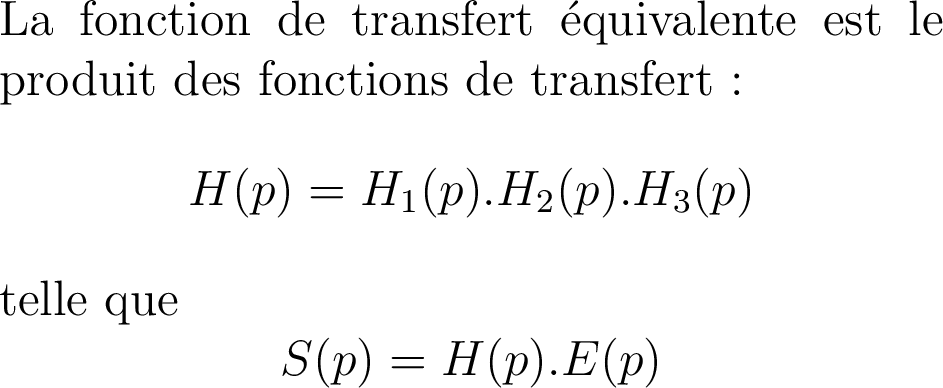 La fonction de transfert équivalente est le
produit des fonctions de transfert :
H(p) = H₁(p).H₂(p).H₃(p)
telle que
S(p) = H(p).E(p)